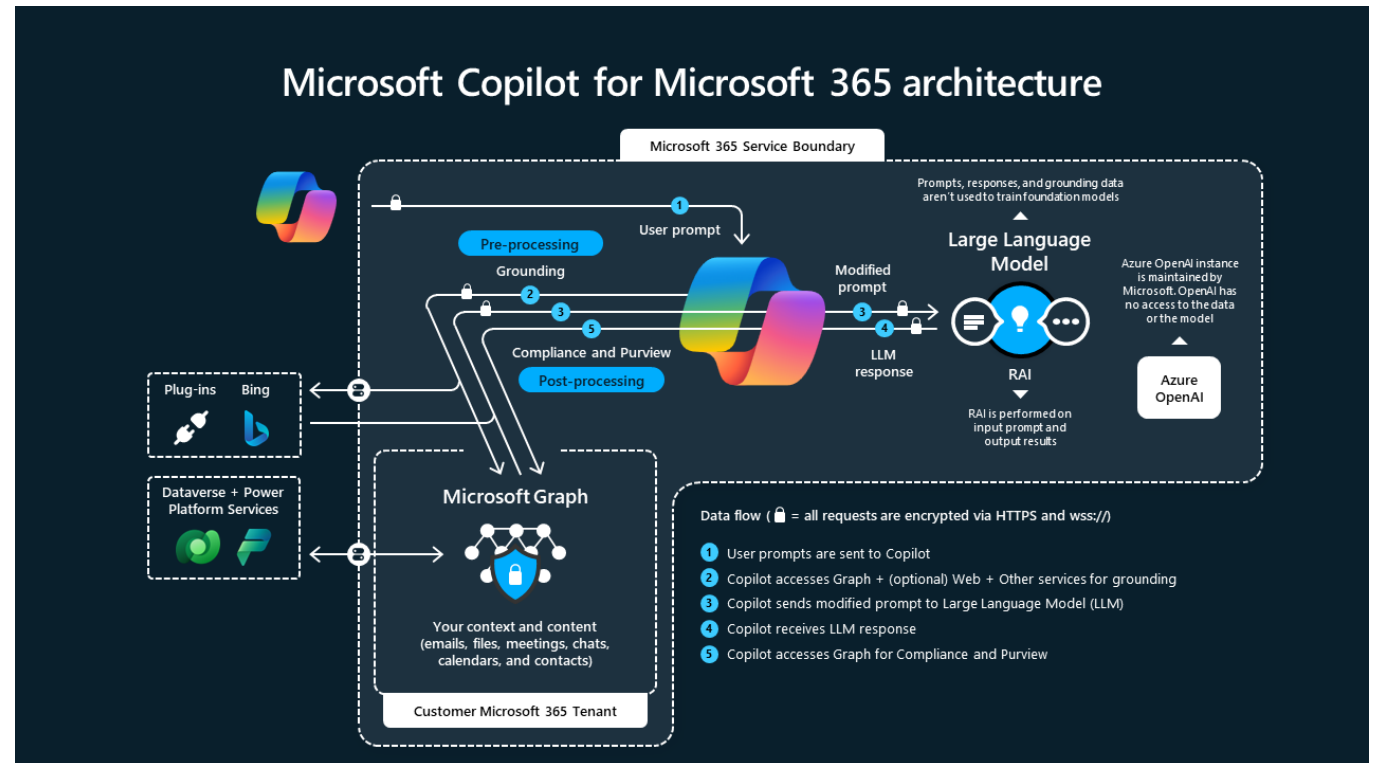 Microsoft Copilot for Microsoft 365 architecture
Microsoft 365 Service Boundary
1
User prompt
Pre-processing
Grounding
2
3
5
Compliance and Purview
Post-processing
Modified
prompt
3
4
LLM
response
Prompts, responses, and grounding data
aren't used to train foundation models
Large Language
Model
RAI
RAI is performed on
input prompt and
output results
Azure OpenAI instance
is maintained by
Microsoft. OpenAI has
no access to the data
or the model
Azure
OpenAI
Plug-ins Bing
Dataverse + Power
Platform Services
Microsoft Graph
Your context and content
(emails, files, meetings, chats,
calendars, and contacts)
Customer Microsoft 365 Tenant
Data flow ( = all requests are encrypted via HTTPS and wss://)
1 User prompts are sent to Copilot
2 Copilot accesses Graph + (optional) Web + Other services for grounding
3 Copilot sends modified prompt to Large Language Model (LLM)
4 Copilot receives LLM response
5 Copilot accesses Graph for Compliance and Purview